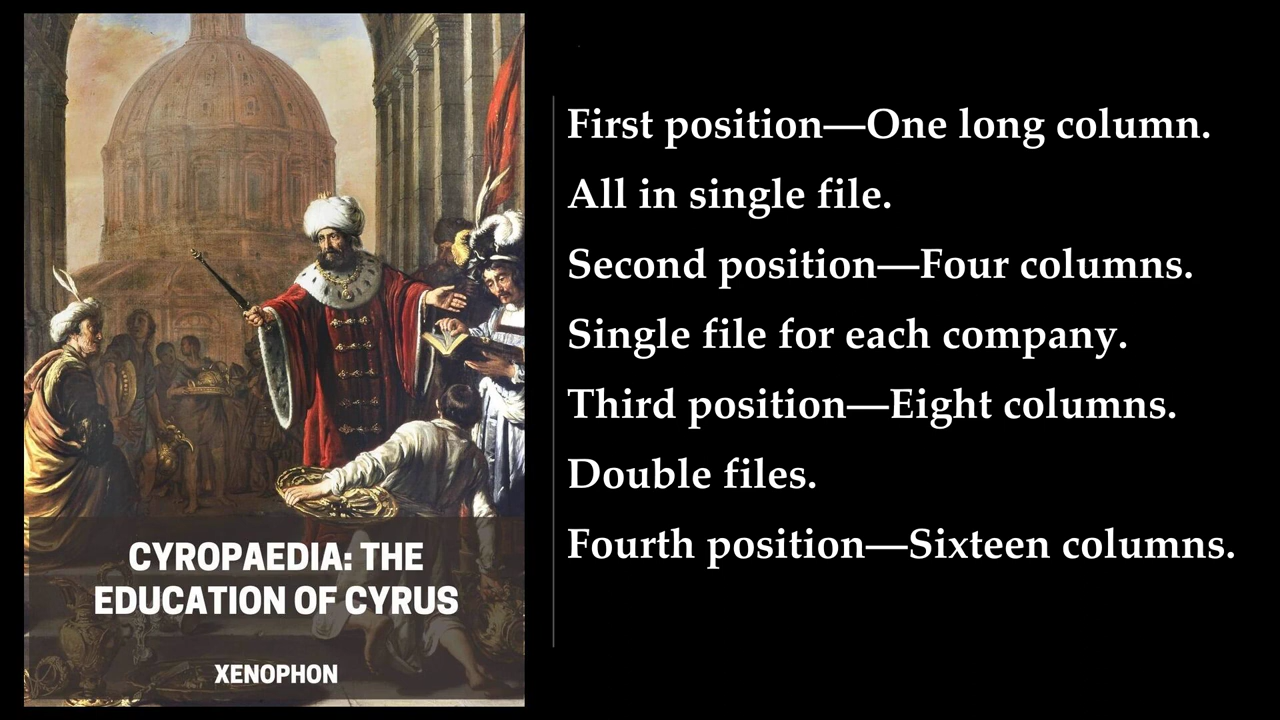 CYROPAEDIA: THE
EDUCATION OF CYRUS
XENOPHON
First position—One long column.
All in single file.
Second position—Four columns.
Single file for each company.
Third position—Eight columns.
Double files.
Fourth position—Sixteen columns.